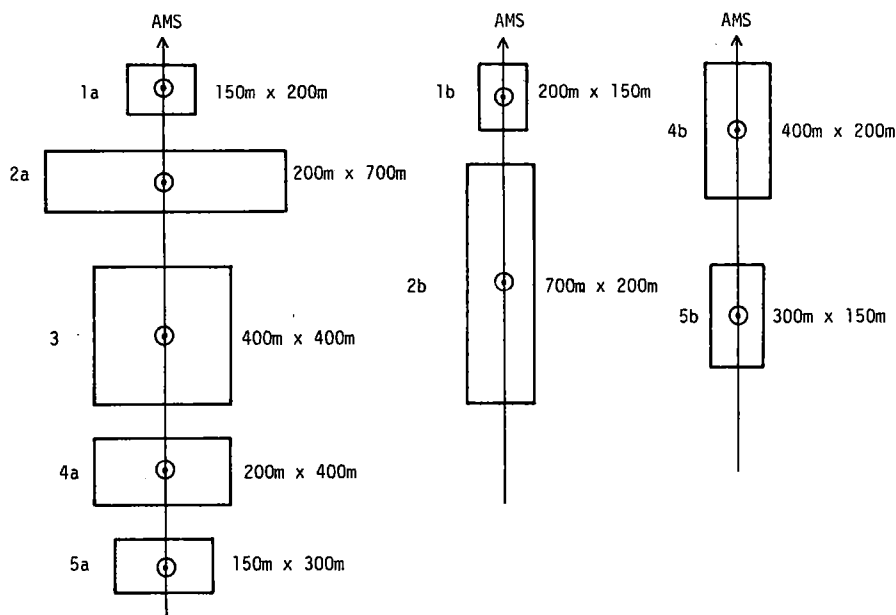 AMS
1a
150m x 200m
2a
200m x 700m
3
400m x 400m
4a
200m x 400m
5a
150m x 300m
AMS
1b
200m x 150m
2b
700m x 200m
AMS
4b
400m x 200m
5b
300m x 150m